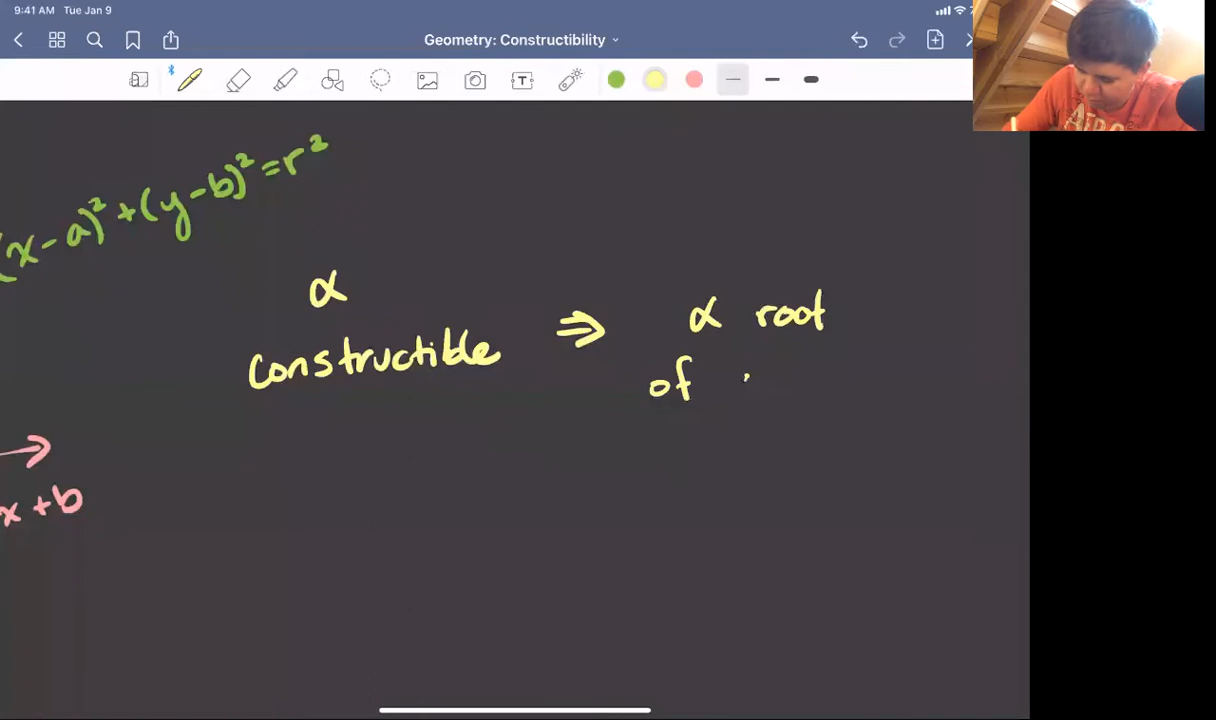 9:41 AM Tue Jan 9
Geometry: Constructibility
T
(x-a)²+(y-b)²=r²
α
constructible ⇒ α root
of
x+b